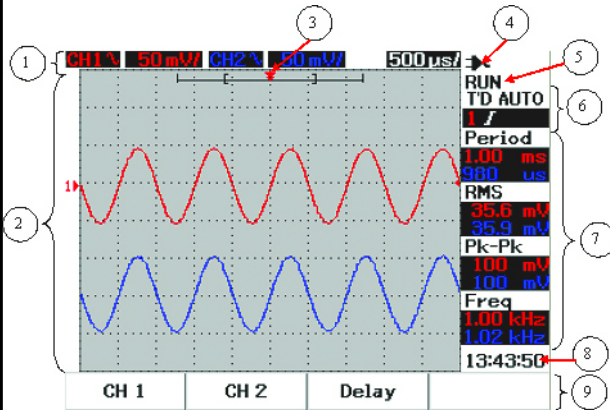 3
4
1
CH1 ∿ 50 mV/ CH2 ∿ 50 mV/ 500 µs/
5
RUN
T'D AUTO
6
1
Period
1.00 ms
980 us
2
1
RMS
35.6 mV
35.9 mV
7
Pk-Pk
100 mV
100 mV
Freq
1.00 kHz
1.02 kHz
13:43:50
8
CH 1 CH 2 Delay
9